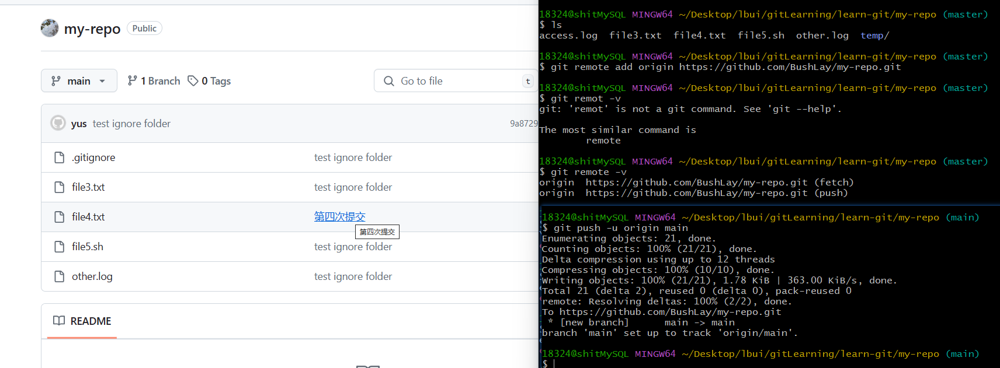 my-repo Public
main 1 Branch 0 Tags Go to file t
yus test ignore folder 9a8729
.gitignore test ignore folder
file3.txt test ignore folder
file4.txt 第四次提交
第四次提交
file5.sh test ignore folder
other.log test ignore folder
README
18324@shitMySQL MINGW64 ~/Desktop/lbui/gitLearning/learn-git/my-repo (master)
$ ls
access.log file3.txt file4.txt file5.sh other.log temp/
18324@shitMySQL MINGW64 ~/Desktop/lbui/gitLearning/learn-git/my-repo (master)
$ git remote add origin https://github.com/BushLay/my-repo.git
18324@shitMySQL MINGW64 ~/Desktop/lbui/gitLearning/learn-git/my-repo (master)
$ git remot -v
git: 'remot' is not a git command. See 'git --help'.
The most similar command is
remote
18324@shitMySQL MINGW64 ~/Desktop/lbui/gitLearning/learn-git/my-repo (master)
$ git remote -v
origin https://github.com/BushLay/my-repo.git (fetch)
origin https://github.com/BushLay/my-repo.git (push)
18324@shitMySQL MINGW64 ~/Desktop/lbui/gitLearning/learn-git/my-repo (main)
$ git push -u origin main
Enumerating objects: 21, done.
Counting objects: 100% (21/21), done.
Delta compression using up to 12 threads
Compressing objects: 100% (10/10), done.
Writing objects: 100% (21/21), 1.78 KiB | 363.00 KiB/s, done.
Total 21 (delta 2), reused 0 (delta 0), pack-reused 0
remote: Resolving deltas: 100% (2/2), done.
To https://github.com/BushLay/my-repo.git
* [new branch] main -> main
branch 'main' set up to track 'origin/main'.
18324@shitMySQL MINGW64 ~/Desktop/lbui/gitLearning/learn-git/my-repo (main)
$